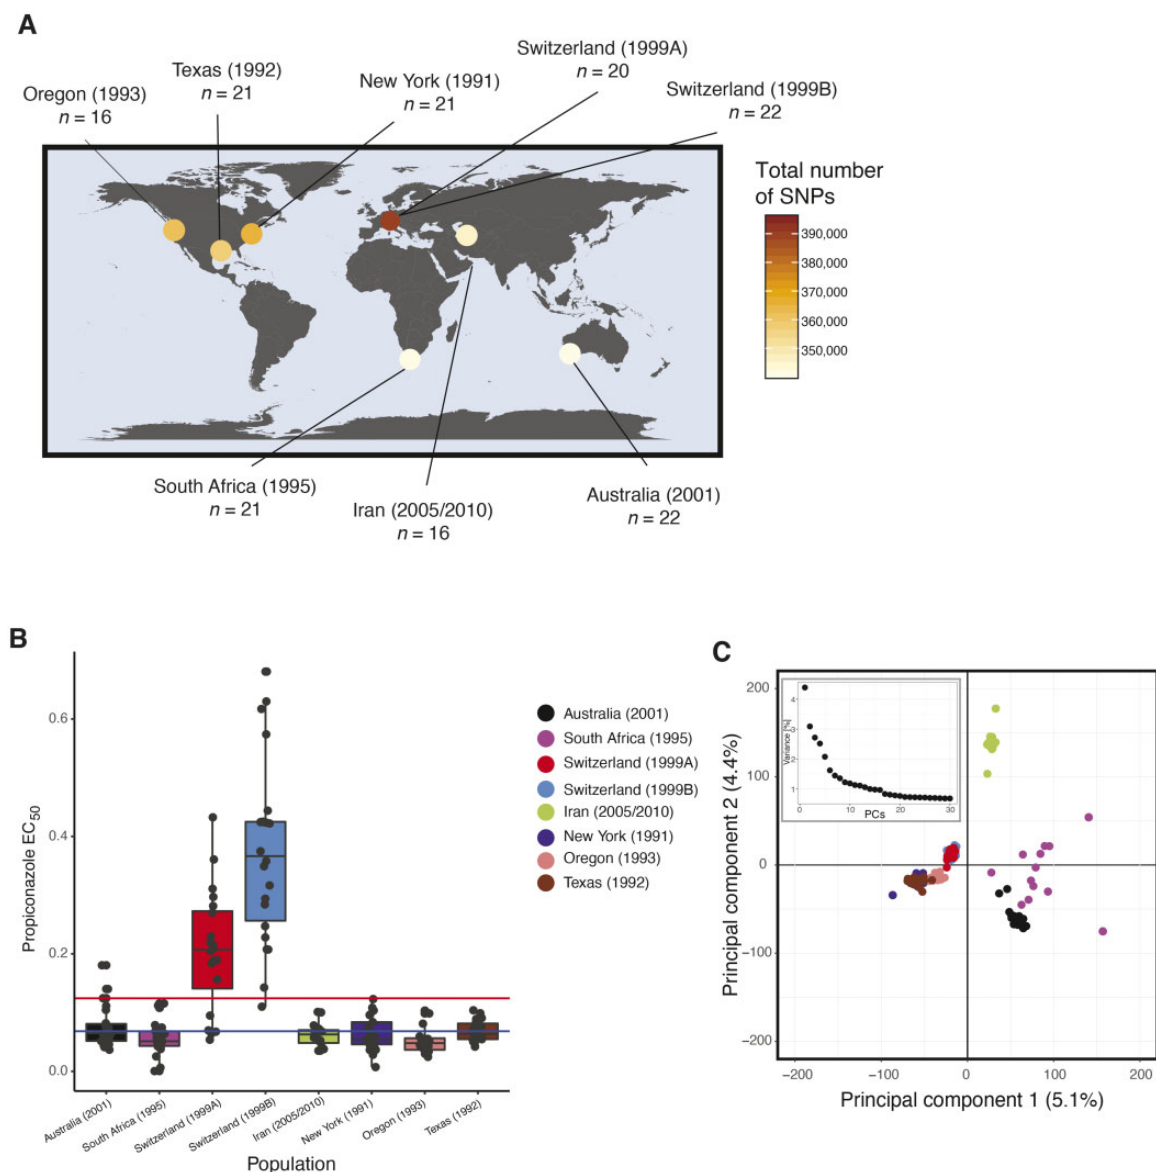 A
Switzerland (1999A)
n = 20
Texas (1992)
n = 21
New York (1991)
n = 21
Switzerland (1999B)
n = 22
Oregon (1993)
n = 16
Total number
of SNPs
390,000
380,000
370,000
360,000
350,000
South Africa (1995)
n = 21
Iran (2005/2010)
n = 16
Australia (2001)
n = 22
B
Propiconazole EC50
0.6
0.4
0.2
0.0
Australia (2001)
South Africa (1995)
Switzerland (1999A)
Switzerland (1999B)
Iran (2005/2010)
New York (1991)
Oregon (1993)
Texas (1992)
Population
Australia (2001)
South Africa (1995)
Switzerland (1999A)
Switzerland (1999B)
Iran (2005/2010)
New York (1991)
Oregon (1993)
Texas (1992)
C
Principal component 2 (4.4%)
200
100
0
−100
−200
Variance [%]
4
3
2
1
0
10
20
30
PCs
−200
−100
0
100
200
Principal component 1 (5.1%)